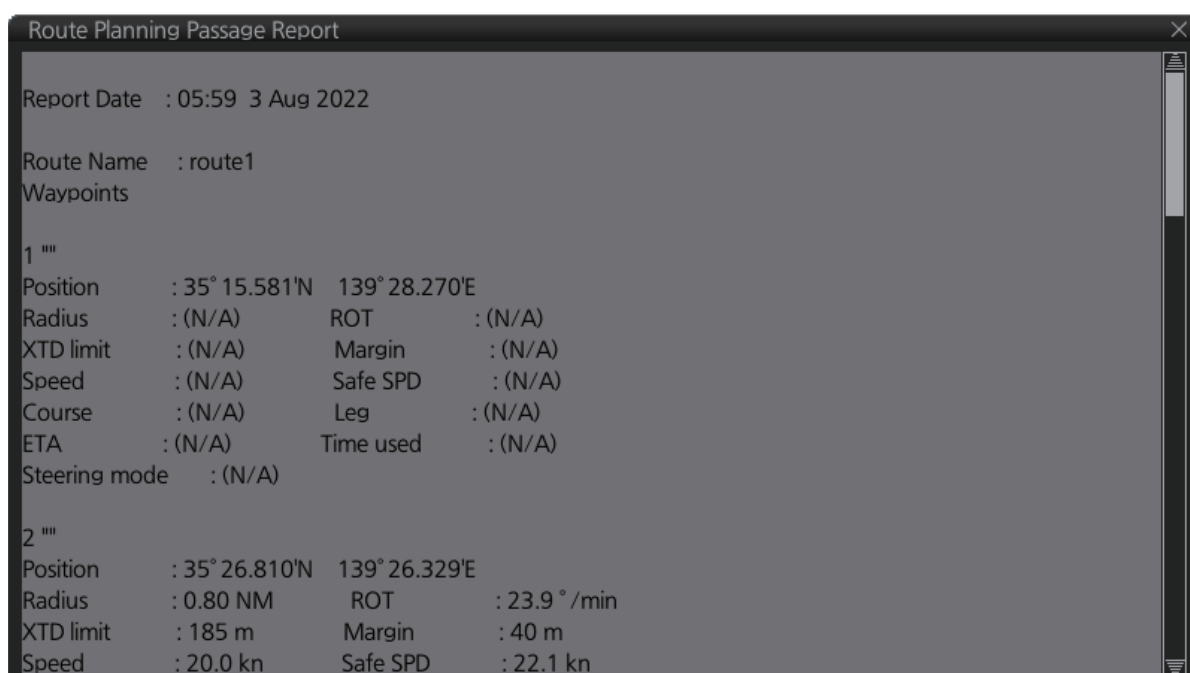 Route Planning Passage Report
Report Date : 05:59 3 Aug 2022
Route Name : route1
Waypoints
1 ""
Position : 35° 15.581'N 139° 28.270'E
Radius : (N/A) ROT : (N/A)
XTD limit : (N/A) Margin : (N/A)
Speed : (N/A) Safe SPD : (N/A)
Course : (N/A) Leg : (N/A)
ETA : (N/A) Time used : (N/A)
Steering mode : (N/A)
2 ""
Position : 35° 26.810'N 139° 26.329'E
Radius : 0.80 NM ROT : 23.9 °/min
XTD limit : 185 m Margin : 40 m
Speed : 20.0 kn Safe SPD : 22.1 kn